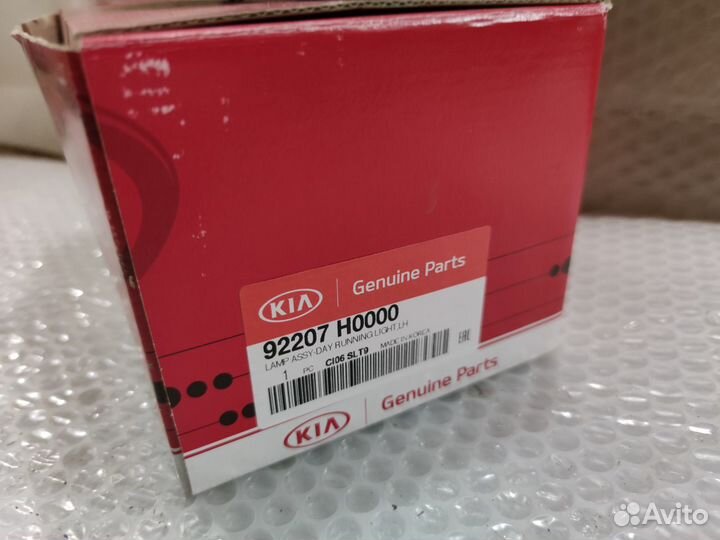 KIA Genuine Parts
92207 H0000
LAMP ASSY-DAY RUNNING LIGHT,LH
1 PC CI06 SLT9 MADE IN KOREA
EAC
KIA Genuine Parts
Avito